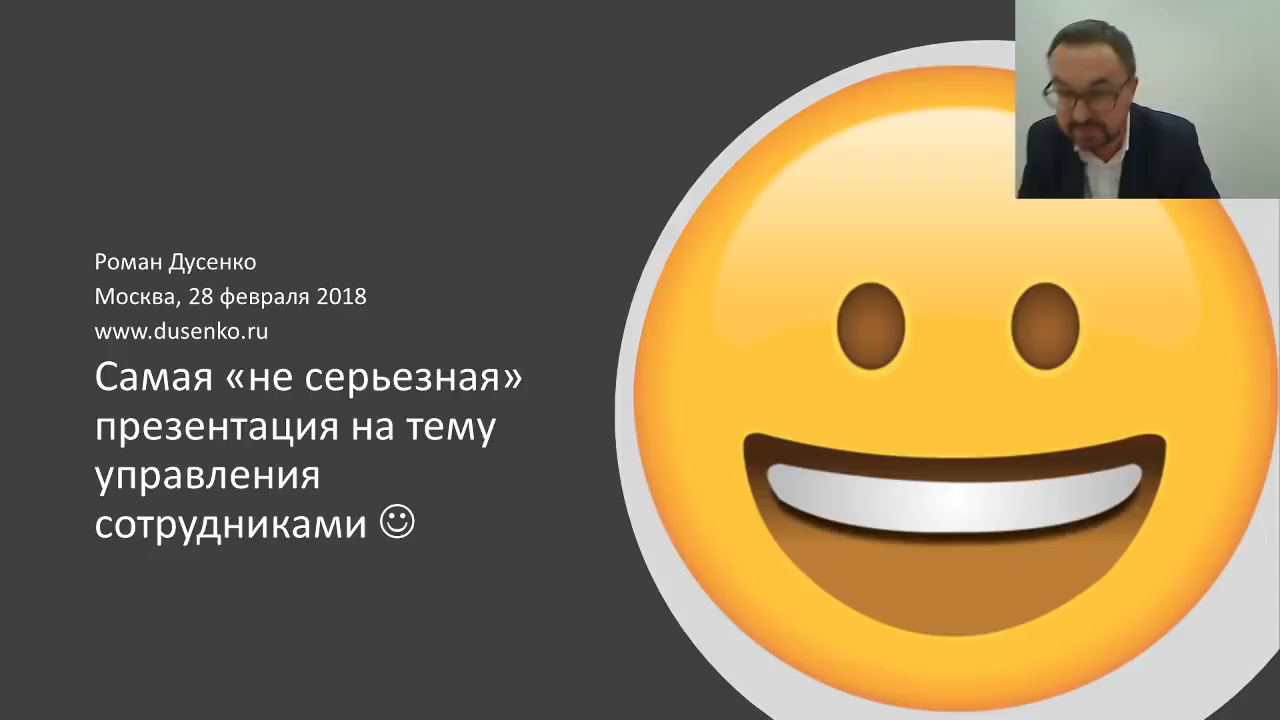 Роман Дусенко
Москва, 28 февраля 2018
www.dusenko.ru
Самая «не серьезная»
презентация на тему
управления
сотрудниками ☺